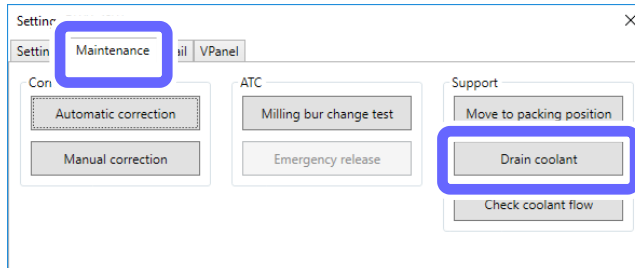 Setting
Settin Maintenance ail VPanel
Cor ATC Support
Automatic correction Milling bur change test Move to packing position
Manual correction Emergency release Drain coolant
Check coolant flow